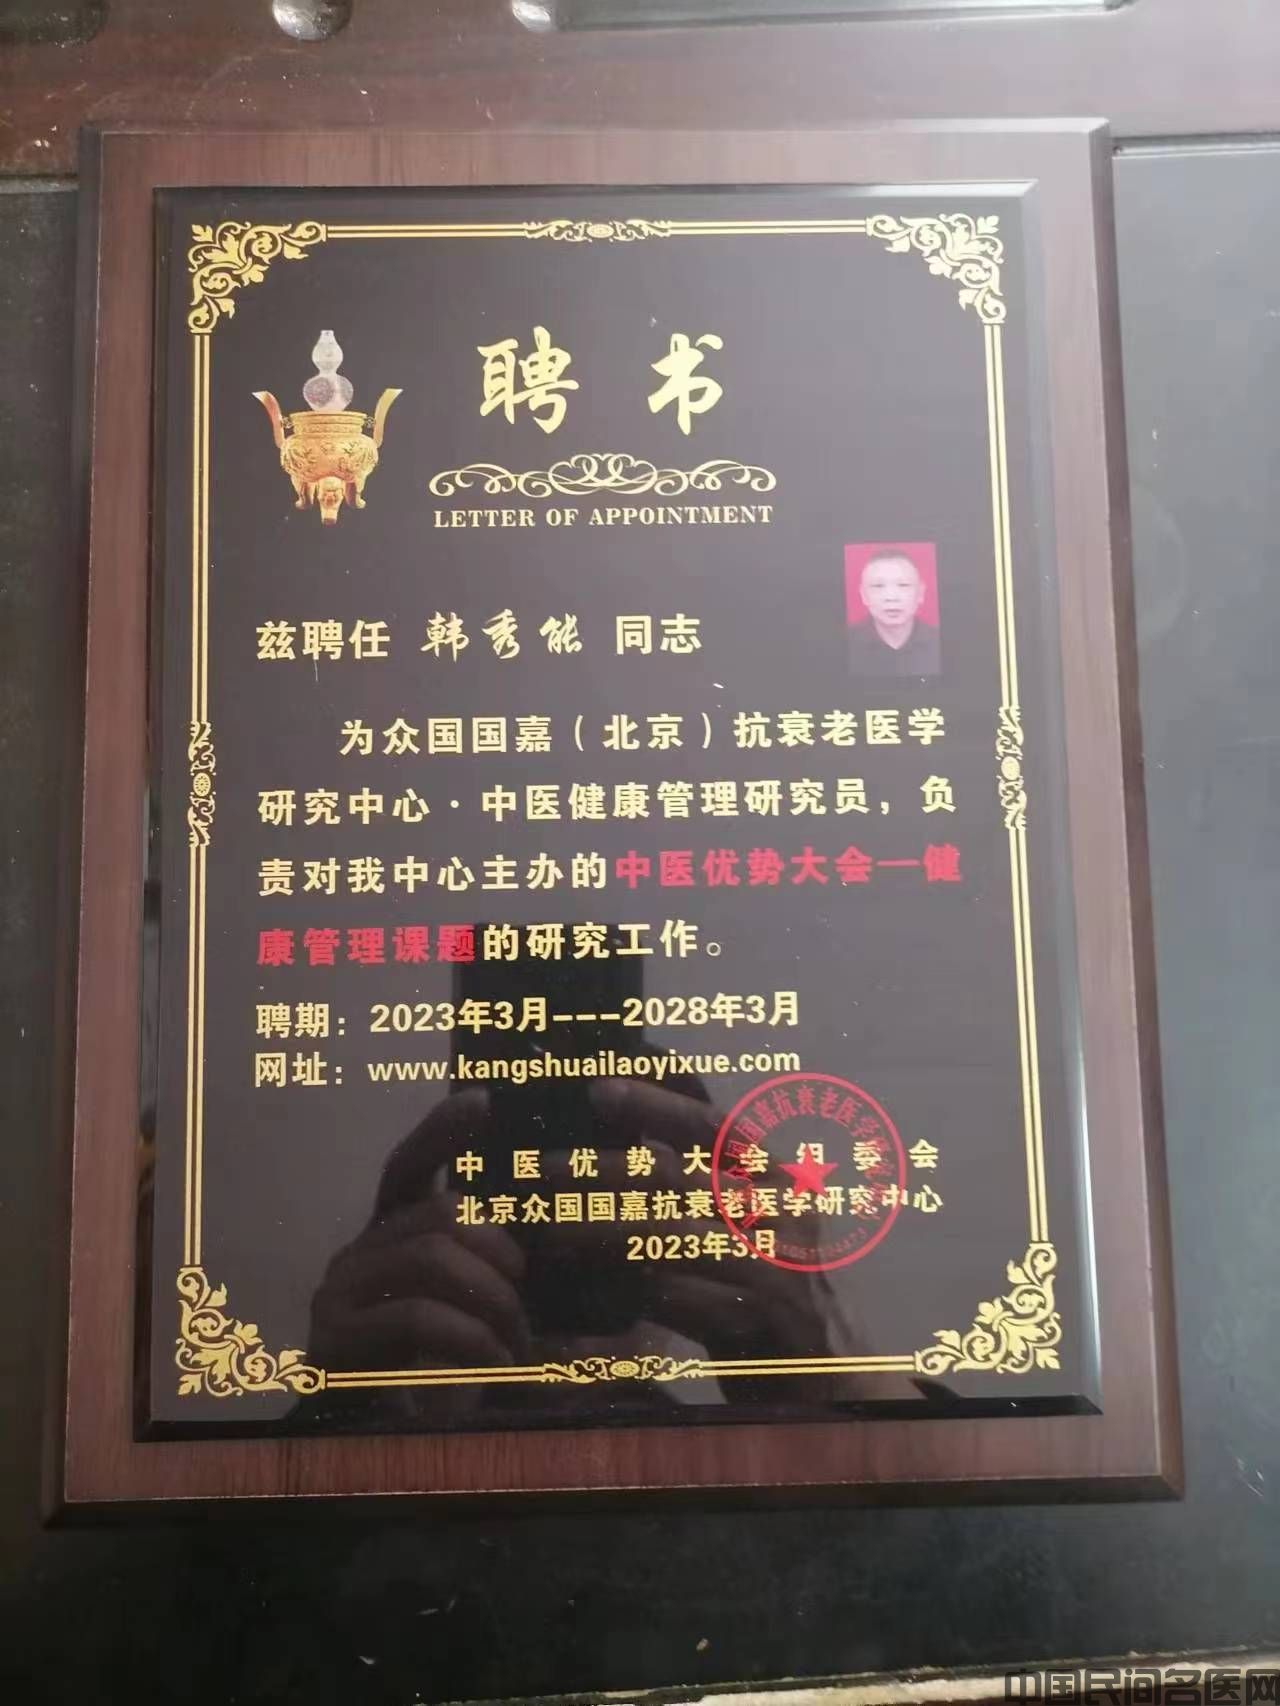 聘书
LETTER OF APPOINTMENT
兹聘任 韩秀能 同志
为众国国嘉（北京）抗衰老医学
研究中心·中医健康管理研究员，负
责对我中心主办的中医优势大会—健
康管理课题的研究工作。
聘期：2023年3月---2028年3月
网址：www.kangshuailaoyixue.com
中医优势大会组委会
北京众国国嘉抗衰老医学研究中心
2023年3月
中国民间名医网